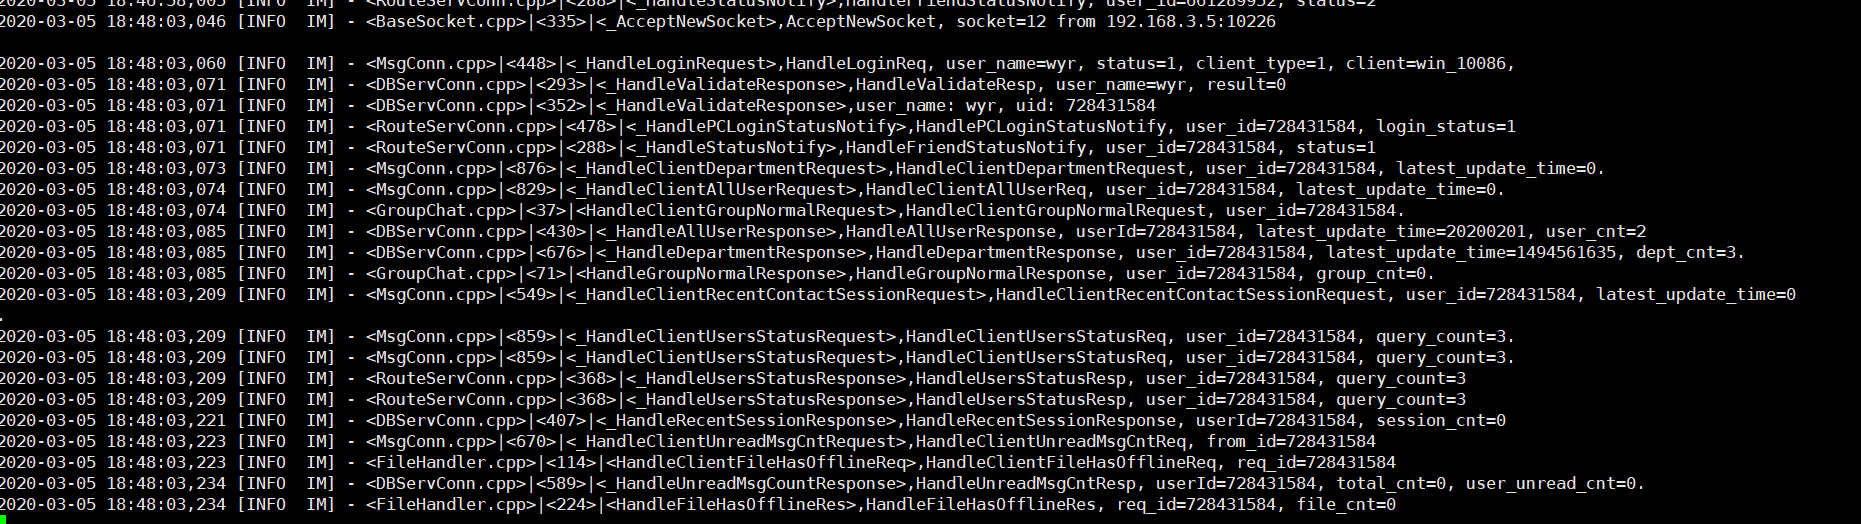 2020-03-05 18:46:58,005 [INFO  IM] - <RouteServConn.cpp>|<288>|<_HandleStatusNotify>,HandleFriendStatusNotify, user_id=661289952, status=2
2020-03-05 18:48:03,046 [INFO  IM] - <BaseSocket.cpp>|<335>|<_AcceptNewSocket>,AcceptNewSocket, socket=12 from 192.168.3.5:10226
2020-03-05 18:48:03,060 [INFO  IM] - <MsgConn.cpp>|<448>|<_HandleLoginRequest>,HandleLoginReq, user_name=wyr, status=1, client_type=1, client=win_10086,
2020-03-05 18:48:03,071 [INFO  IM] - <DBServConn.cpp>|<293>|<_HandleValidateResponse>,HandleValidateResp, user_name=wyr, result=0
2020-03-05 18:48:03,071 [INFO  IM] - <DBServConn.cpp>|<352>|<_HandleValidateResponse>,user_name: wyr, uid: 728431584
2020-03-05 18:48:03,071 [INFO  IM] - <RouteServConn.cpp>|<478>|<_HandlePCLoginStatusNotify>,HandlePCLoginStatusNotify, user_id=728431584, login_status=1
2020-03-05 18:48:03,071 [INFO  IM] - <RouteServConn.cpp>|<288>|<_HandleStatusNotify>,HandleFriendStatusNotify, user_id=728431584, status=1
2020-03-05 18:48:03,073 [INFO  IM] - <MsgConn.cpp>|<876>|<_HandleClientDepartmentRequest>,HandleClientDepartmentRequest, user_id=728431584, latest_update_time=0.
2020-03-05 18:48:03,074 [INFO  IM] - <MsgConn.cpp>|<829>|<_HandleClientAllUserRequest>,HandleClientAllUserReq, user_id=728431584, latest_update_time=0.
2020-03-05 18:48:03,074 [INFO  IM] - <GroupChat.cpp>|<37>|<HandleClientGroupNormalRequest>,HandleClientGroupNormalRequest, user_id=728431584.
2020-03-05 18:48:03,085 [INFO  IM] - <DBServConn.cpp>|<430>|<_HandleAllUserResponse>,HandleAllUserResponse, userId=728431584, latest_update_time=20200201, user_cnt=2
2020-03-05 18:48:03,085 [INFO  IM] - <DBServConn.cpp>|<676>|<_HandleDepartmentResponse>,HandleDepartmentResponse, user_id=728431584, latest_update_time=1494561635, dept_cnt=3.
2020-03-05 18:48:03,085 [INFO  IM] - <GroupChat.cpp>|<71>|<HandleGroupNormalResponse>,HandleGroupNormalResponse, user_id=728431584, group_cnt=0.
2020-03-05 18:48:03,209 [INFO  IM] - <MsgConn.cpp>|<549>|<_HandleClientRecentContactSessionRequest>,HandleClientRecentContactSessionRequest, user_id=728431584, latest_update_time=0
.
2020-03-05 18:48:03,209 [INFO  IM] - <MsgConn.cpp>|<859>|<_HandleClientUsersStatusRequest>,HandleClientUsersStatusReq, user_id=728431584, query_count=3.
2020-03-05 18:48:03,209 [INFO  IM] - <MsgConn.cpp>|<859>|<_HandleClientUsersStatusRequest>,HandleClientUsersStatusReq, user_id=728431584, query_count=3.
2020-03-05 18:48:03,209 [INFO  IM] - <RouteServConn.cpp>|<368>|<_HandleUsersStatusResponse>,HandleUsersStatusResp, user_id=728431584, query_count=3
2020-03-05 18:48:03,209 [INFO  IM] - <RouteServConn.cpp>|<368>|<_HandleUsersStatusResponse>,HandleUsersStatusResp, user_id=728431584, query_count=3
2020-03-05 18:48:03,221 [INFO  IM] - <DBServConn.cpp>|<407>|<_HandleRecentSessionResponse>,HandleRecentSessionResponse, userId=728431584, session_cnt=0
2020-03-05 18:48:03,223 [INFO  IM] - <MsgConn.cpp>|<670>|<_HandleClientUnreadMsgCntRequest>,HandleClientUnreadMsgCntReq, from_id=728431584
2020-03-05 18:48:03,223 [INFO  IM] - <FileHandler.cpp>|<114>|<HandleClientFileHasOfflineReq>,HandleClientFileHasOfflineReq, req_id=728431584
2020-03-05 18:48:03,234 [INFO  IM] - <DBServConn.cpp>|<589>|<_HandleUnreadMsgCountResponse>,HandleUnreadMsgCntResp, userId=728431584, total_cnt=0, user_unread_cnt=0.
2020-03-05 18:48:03,234 [INFO  IM] - <FileHandler.cpp>|<224>|<HandleFileHasOfflineRes>,HandleFileHasOfflineRes, req_id=728431584, file_cnt=0